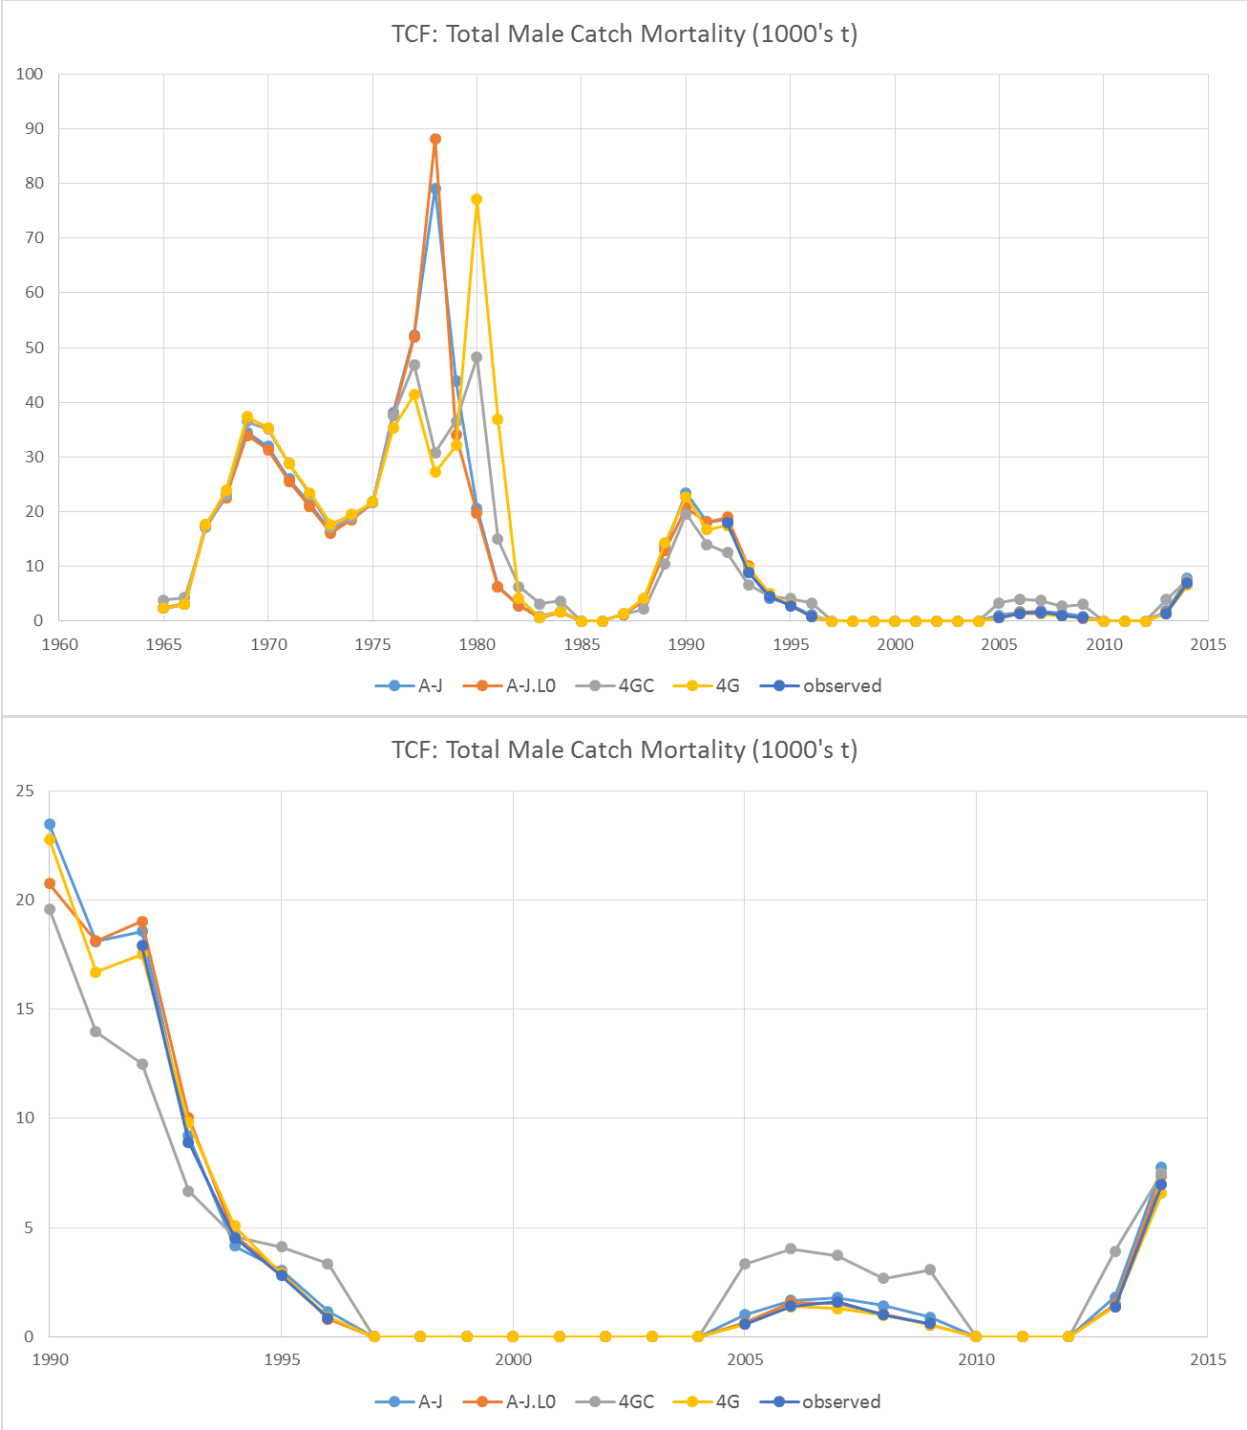 TCF: Total Male Catch Mortality (1000's t)
100
90
80
70
60
50
40
30
20
10
0
1960 1965 1970 1975 1980 1985 1990 1995 2000 2005 2010 2015
A-J A-J.L0 4GC 4G observed
TCF: Total Male Catch Mortality (1000's t)
25
20
15
10
5
0
1990 1995 2000 2005 2010 2015
A-J A-J.L0 4GC 4G observed